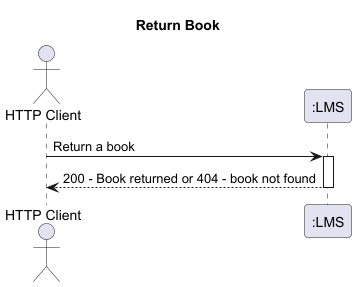 Return Book
HTTP Client
:LMS
Return a book
200 - Book returned or 404 - book not found
HTTP Client
:LMS